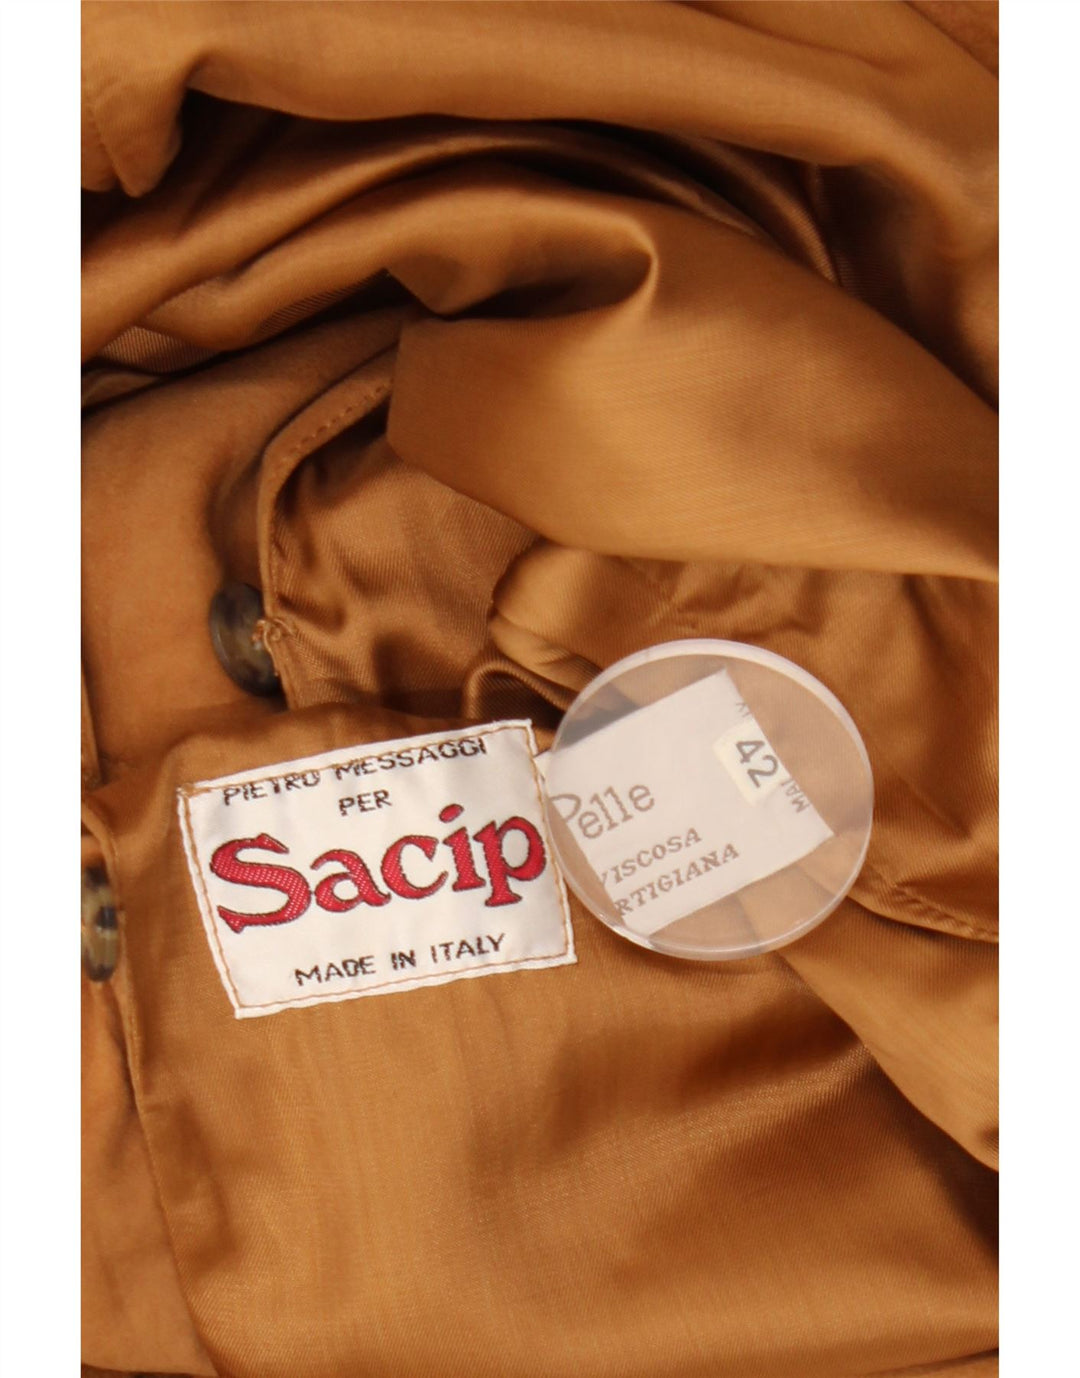 PIETRO MESSAGGI
PER
Sacip
MADE IN ITALY
42
Pelle
VISCOSA
RTIGIANA